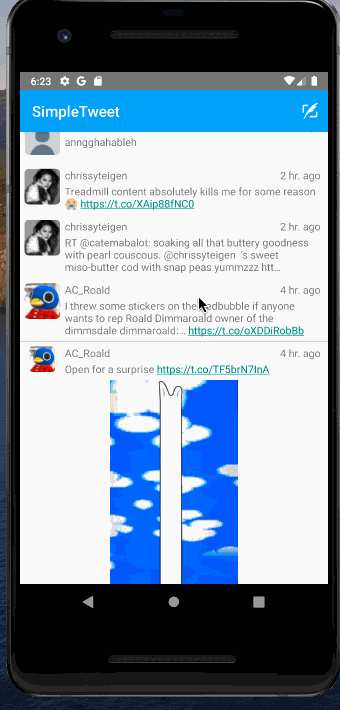 6:23
SimpleTweet
anngghahableh
chrissyteigen 2 hr. ago
Treadmill content absolutely kills me for some reason
😭 https://t.co/XAip88fNC0
chrissyteigen 2 hr. ago
RT @catemabalot: soaking all that buttery goodness
with pearl couscous. @chrissyteigen 's sweet
miso-butter cod with snap peas yummzzz htt…
AC_Roald 4 hr. ago
I threw some stickers on the redbubble if anyone
wants to rep Roald Dimmaroald owner of the
dimmsdale dimmaroald:… https://t.co/oXDDiRobBb
AC_Roald 4 hr. ago
Open for a surprise https://t.co/TF5brN7InA